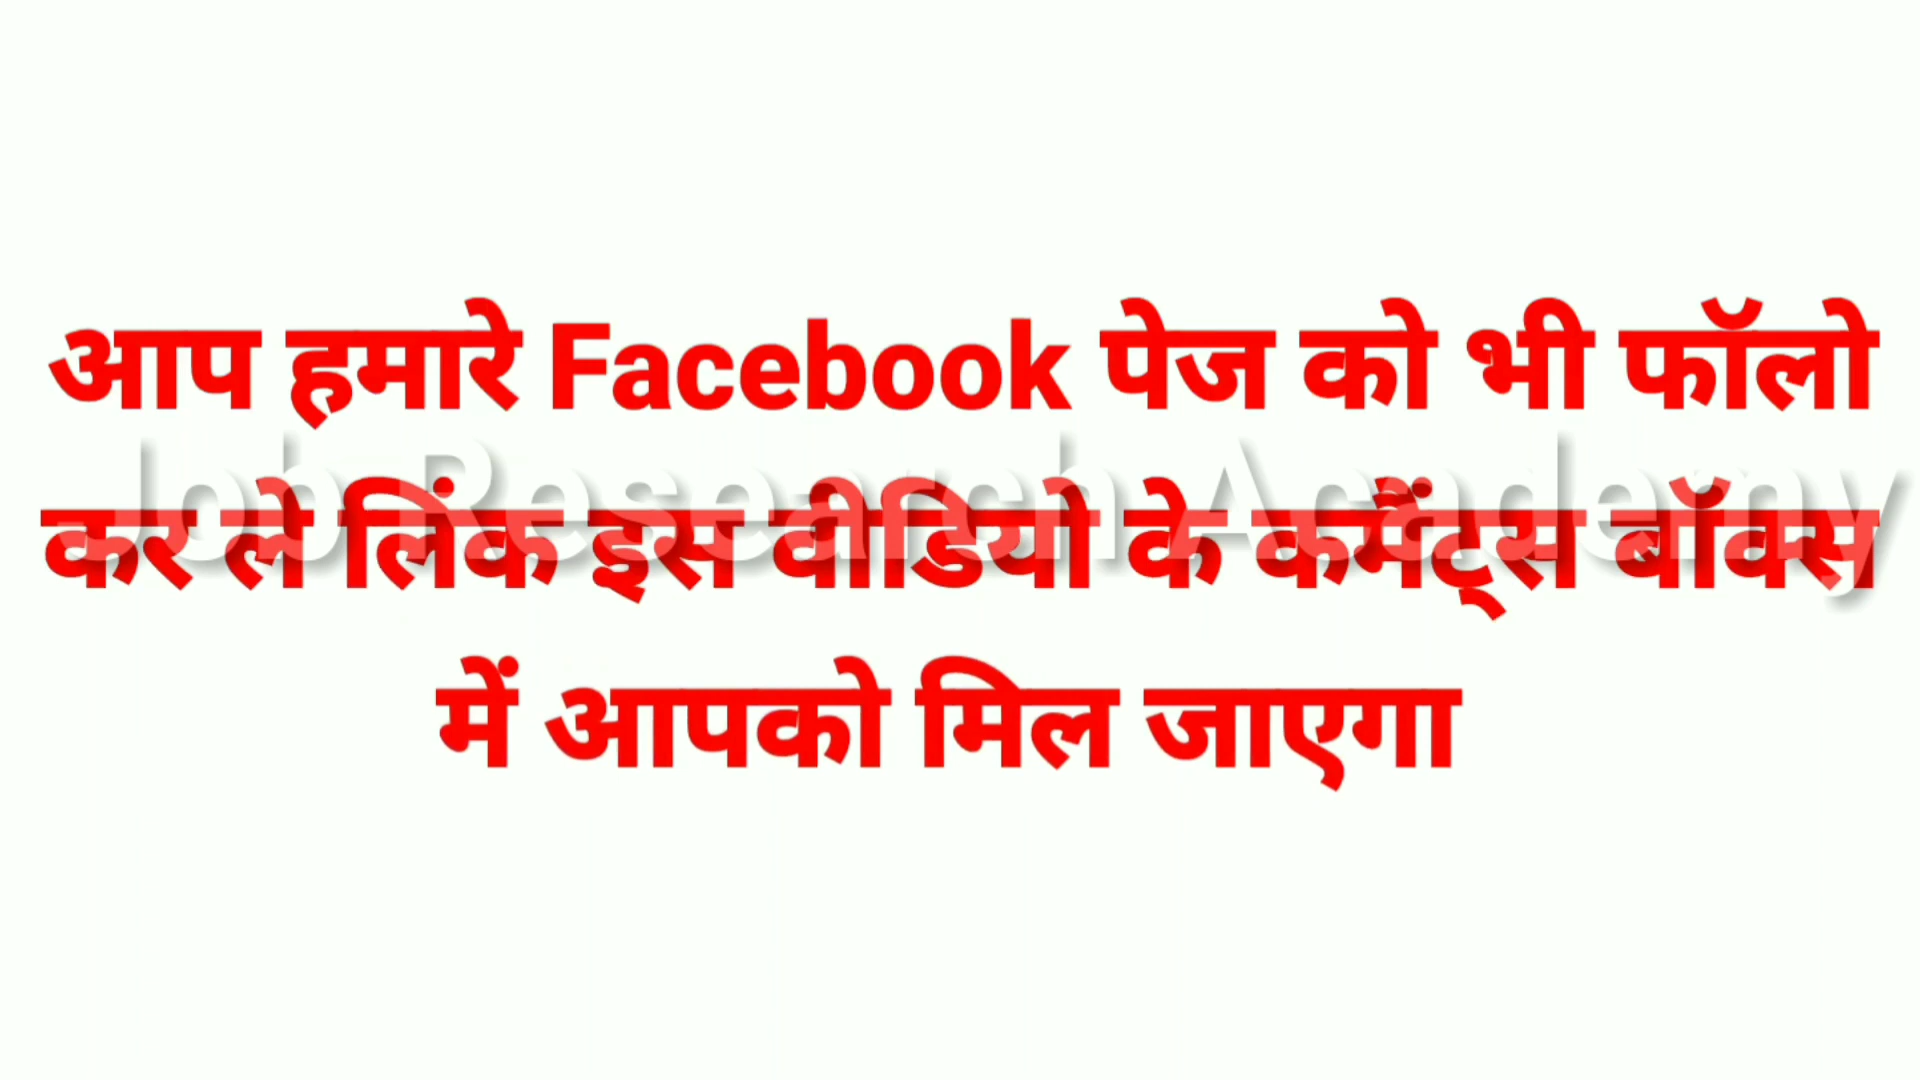 आप हमारे Facebook पेज को भी फॉलो
Job Research Academy
कर ले लिंक इस वीडियो के कमेंट्स बॉक्स
में आपको मिल जाएगा